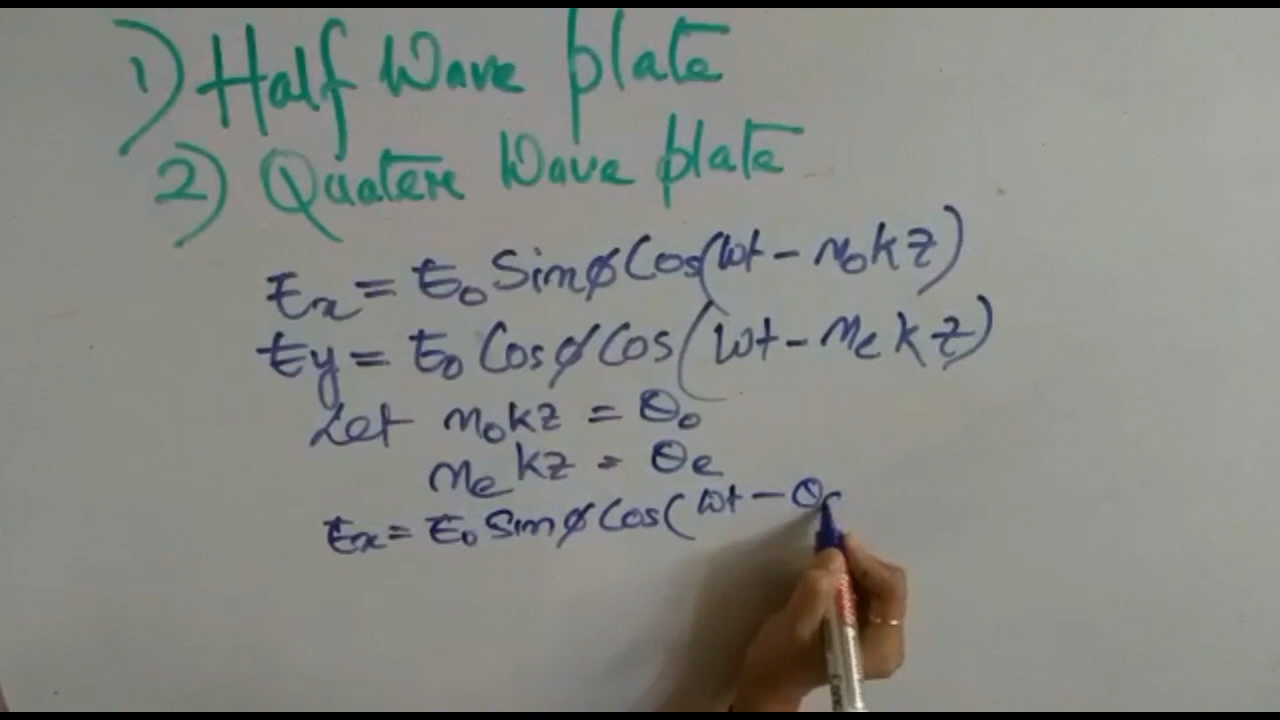 1) Half Wave plate
2) Quatere Wave plate
Ex = E₀ Sinϕ Cos(ωt - n₀kz)
Ey = E₀ Cosϕ Cos(ωt - nₑkz)
Let n₀kz = θ₀
nₑkz = θₑ
Ex = E₀ Sinϕ Cos(ωt - θ